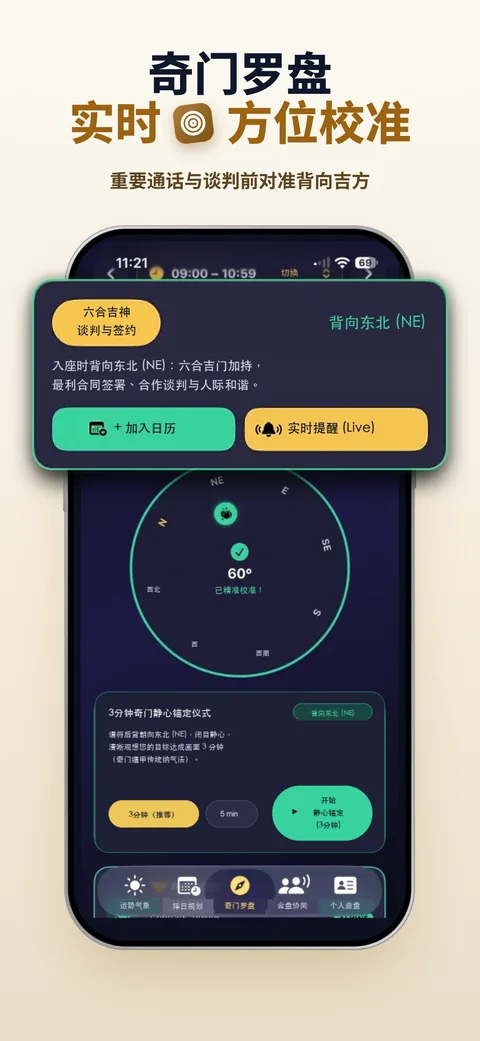 奇门罗盘
实时 方位校准
重要通话与谈判前对准背向吉方
11:21
69
09:00 – 10:59
切换
六合吉神
谈判与签约
背向东北 (NE)
入座时背向东北 (NE)：六合吉门加持，
最利合同签署、合作谈判与人际和谐。
+ 加入日历
实时提醒 (Live)
NE
E
N
SE
60°
已精准校准！
西北
S
西
西南
3分钟奇门静心锚定仪式
背向东北 (NE)
请将后背朝向东北 (NE)，闭目静心，
清晰观想您的目标达成画面 3 分钟
（奇门遁甲传统纳气法）。
3分钟（推荐）
5 min
开始
静心锚定
(3分钟)
运势气象
择日规划
奇门罗盘
合盘协同
个人命盘